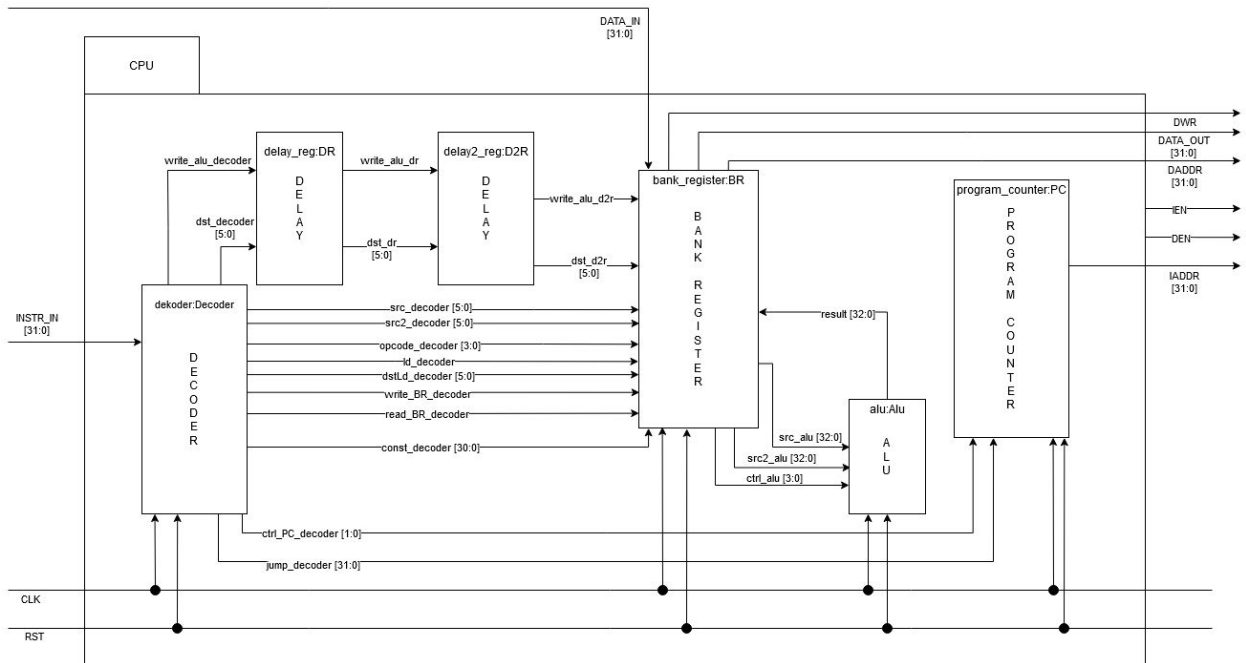 DATA_IN
[31:0]
CPU
DWR
DATA_OUT
[31:0]
DADDR
[31:0]
IEN
DEN
IADDR
[31:0]
write_alu_decoder
dst_decoder
[5:0]
delay_reg:DR
D
E
L
A
Y
write_alu_dr
dst_dr
[5:0]
delay2_reg:D2R
D
E
L
A
Y
write_alu_d2r
dst_d2r
[5:0]
bank_register:BR
B
A
N
K
R
E
G
I
S
T
E
R
program_counter:PC
P
R
O
G
R
A
M
C
O
U
N
T
E
R
INSTR_IN
[31:0]
dekoder:Decoder
D
E
C
O
D
E
R
src_decoder [5:0]
src2_decoder [5:0]
opcode_decoder [3:0]
ld_decoder
dstLd_decoder [5:0]
write_BR_decoder
read_BR_decoder
const_decoder [30:0]
result [32:0]
alu:Alu
A
L
U
src_alu [32:0]
src2_alu [32:0]
ctrl_alu [3:0]
ctrl_PC_decoder [1:0]
jump_decoder [31:0]
CLK
RST